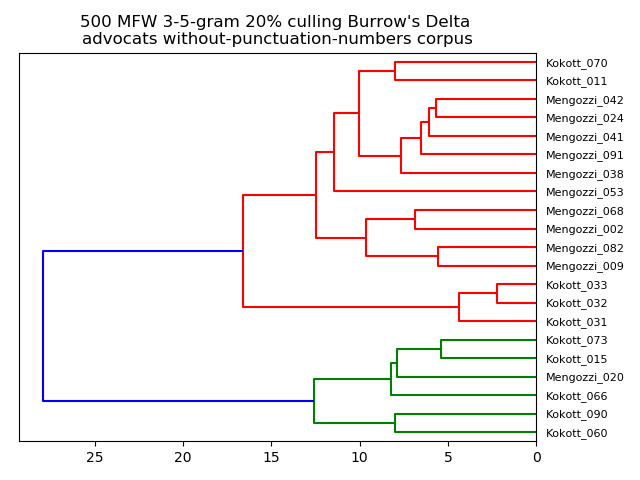 500 MFW 3-5-gram 20% culling Burrow's Delta
advocats without-punctuation-numbers corpus
Kokott_070
Kokott_011
Mengozzi_042
Mengozzi_024
Mengozzi_041
Mengozzi_091
Mengozzi_038
Mengozzi_053
Mengozzi_068
Mengozzi_002
Mengozzi_082
Mengozzi_009
Kokott_033
Kokott_032
Kokott_031
Kokott_073
Kokott_015
Mengozzi_020
Kokott_066
Kokott_090
Kokott_060
25 20 15 10 5 0